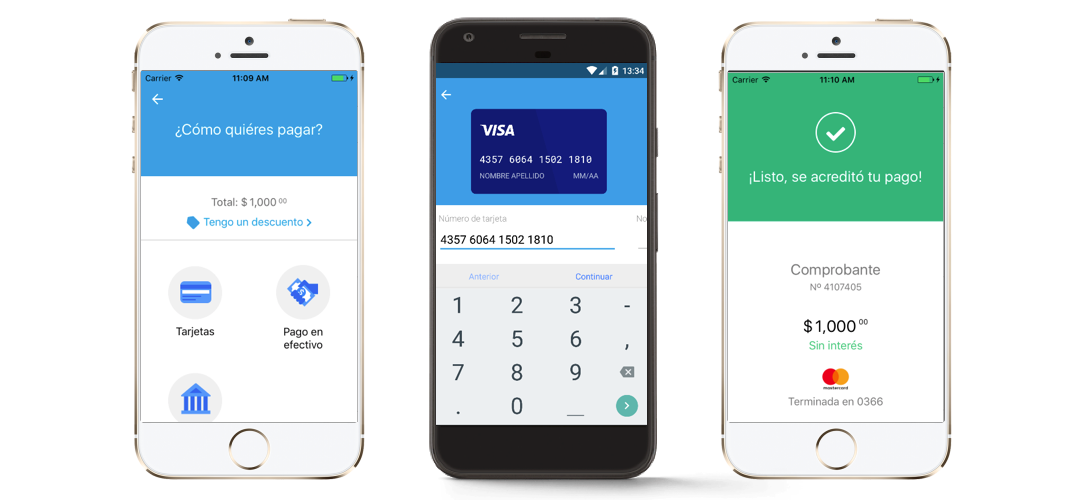 Carrier 11:09 AM
¿Cómo quiéres pagar?
Total: $ 1,000 00
Tengo un descuento
Tarjetas
Pago en
efectivo
13:34
VISA
4357 6064 1502 1810
NOMBRE APELLIDO MM/AA
Número de tarjeta No
4357 6064 1502 1810
Anterior Continuar
1 2 3 -
4 5 6 ,
7 8 9
. 0 _
Carrier 11:10 AM
¡Listo, se acreditó tu pago!
Comprobante
Nº 4107405
$ 1,000 00
Sin interés
mastercard
Terminada en 0366